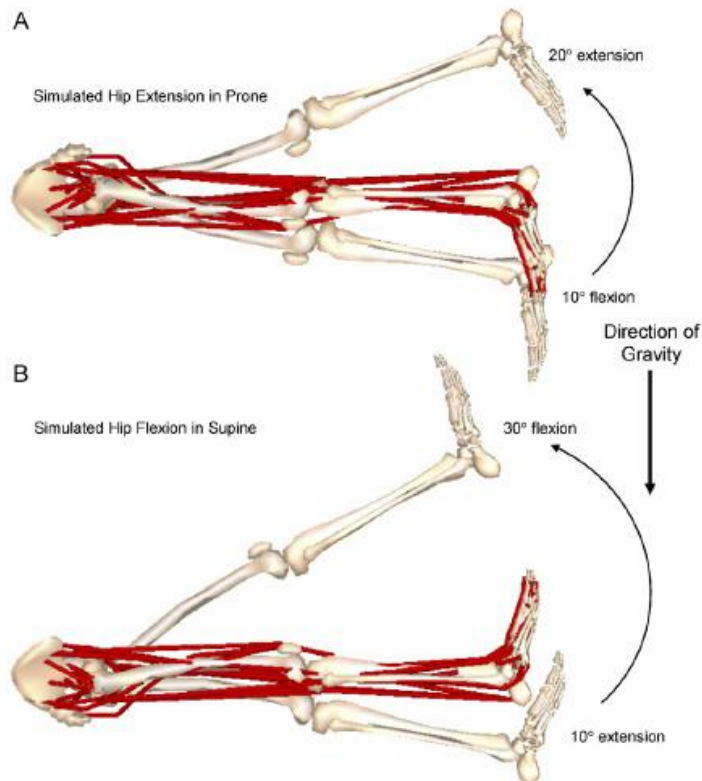 A
20° extension
Simulated Hip Extension in Prone
10° flexion
Direction of
Gravity
B
Simulated Hip Flexion in Supine
30° flexion
10° extension